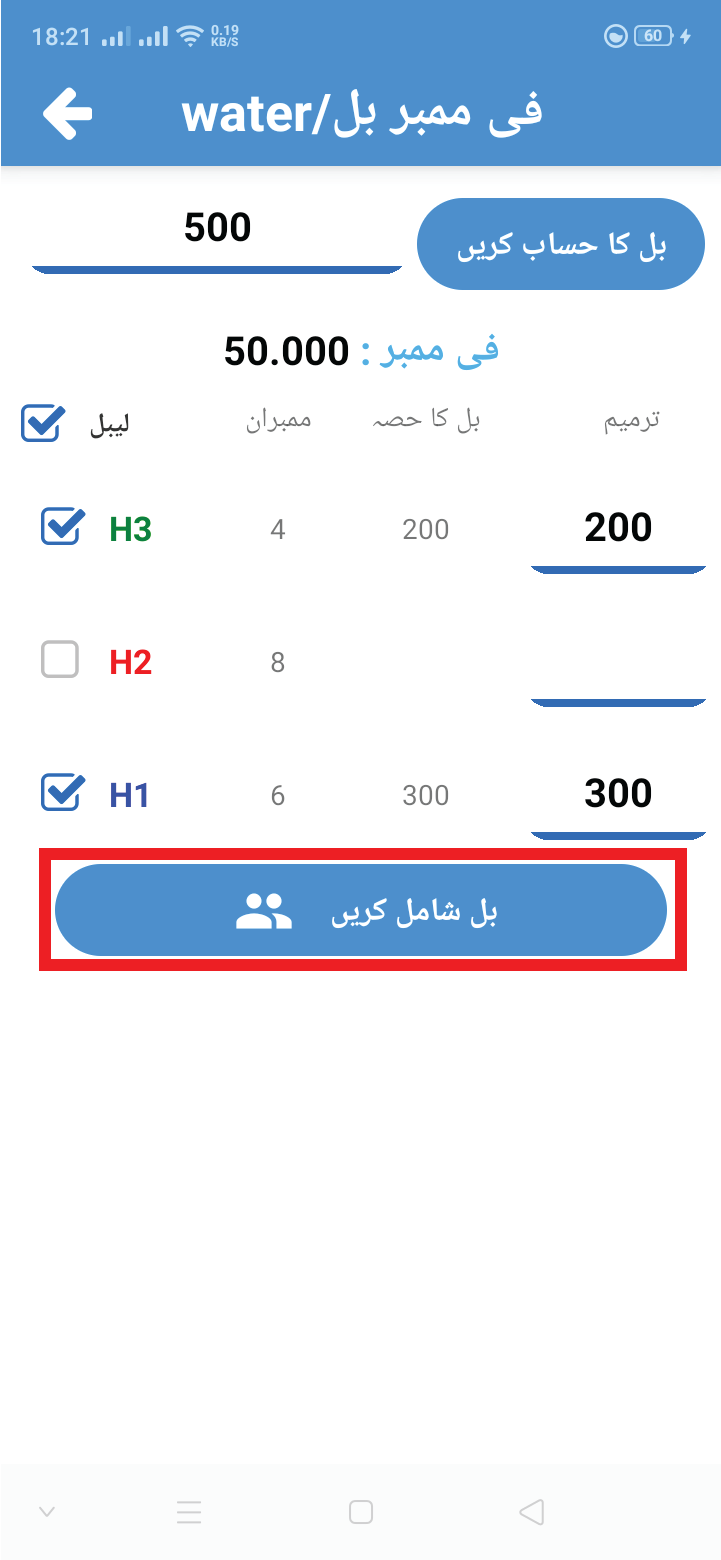 18:21 0.19 KB/S 60
فی ممبر بل/water
500
بل کا حساب کریں
فی ممبر : 50.000
لیبل ممبران بل کا حصہ ترمیم
H3 4 200 200
H2 8
H1 6 300 300
بل شامل کریں